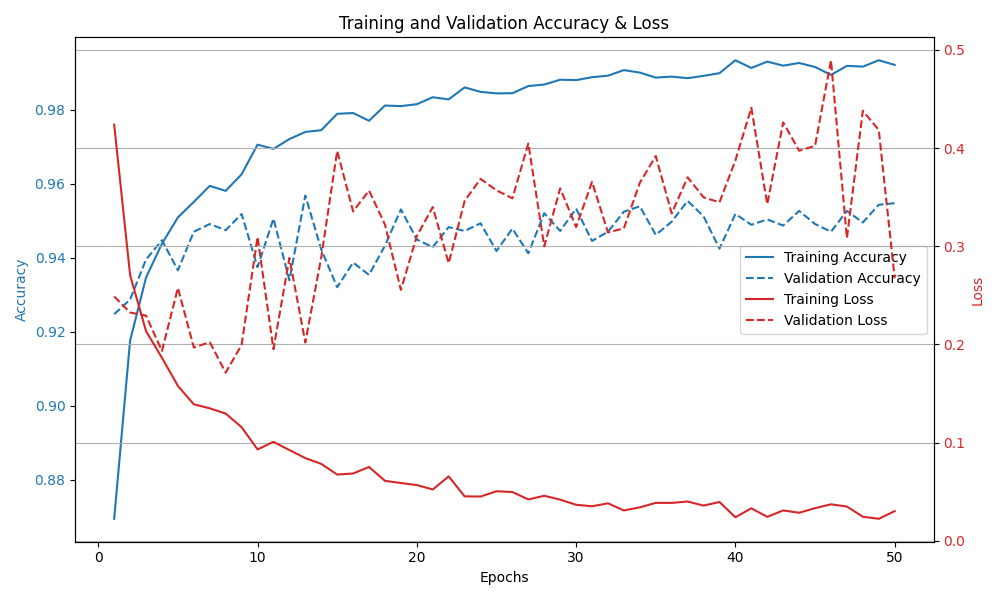 Training and Validation Accuracy & Loss
Accuracy
0.98
0.96
0.94
0.92
0.90
0.88
0.5
0.4
0.3
0.2
0.1
0.0
Loss
Training Accuracy
Validation Accuracy
Training Loss
Validation Loss
0 10 20 30 40 50
Epochs